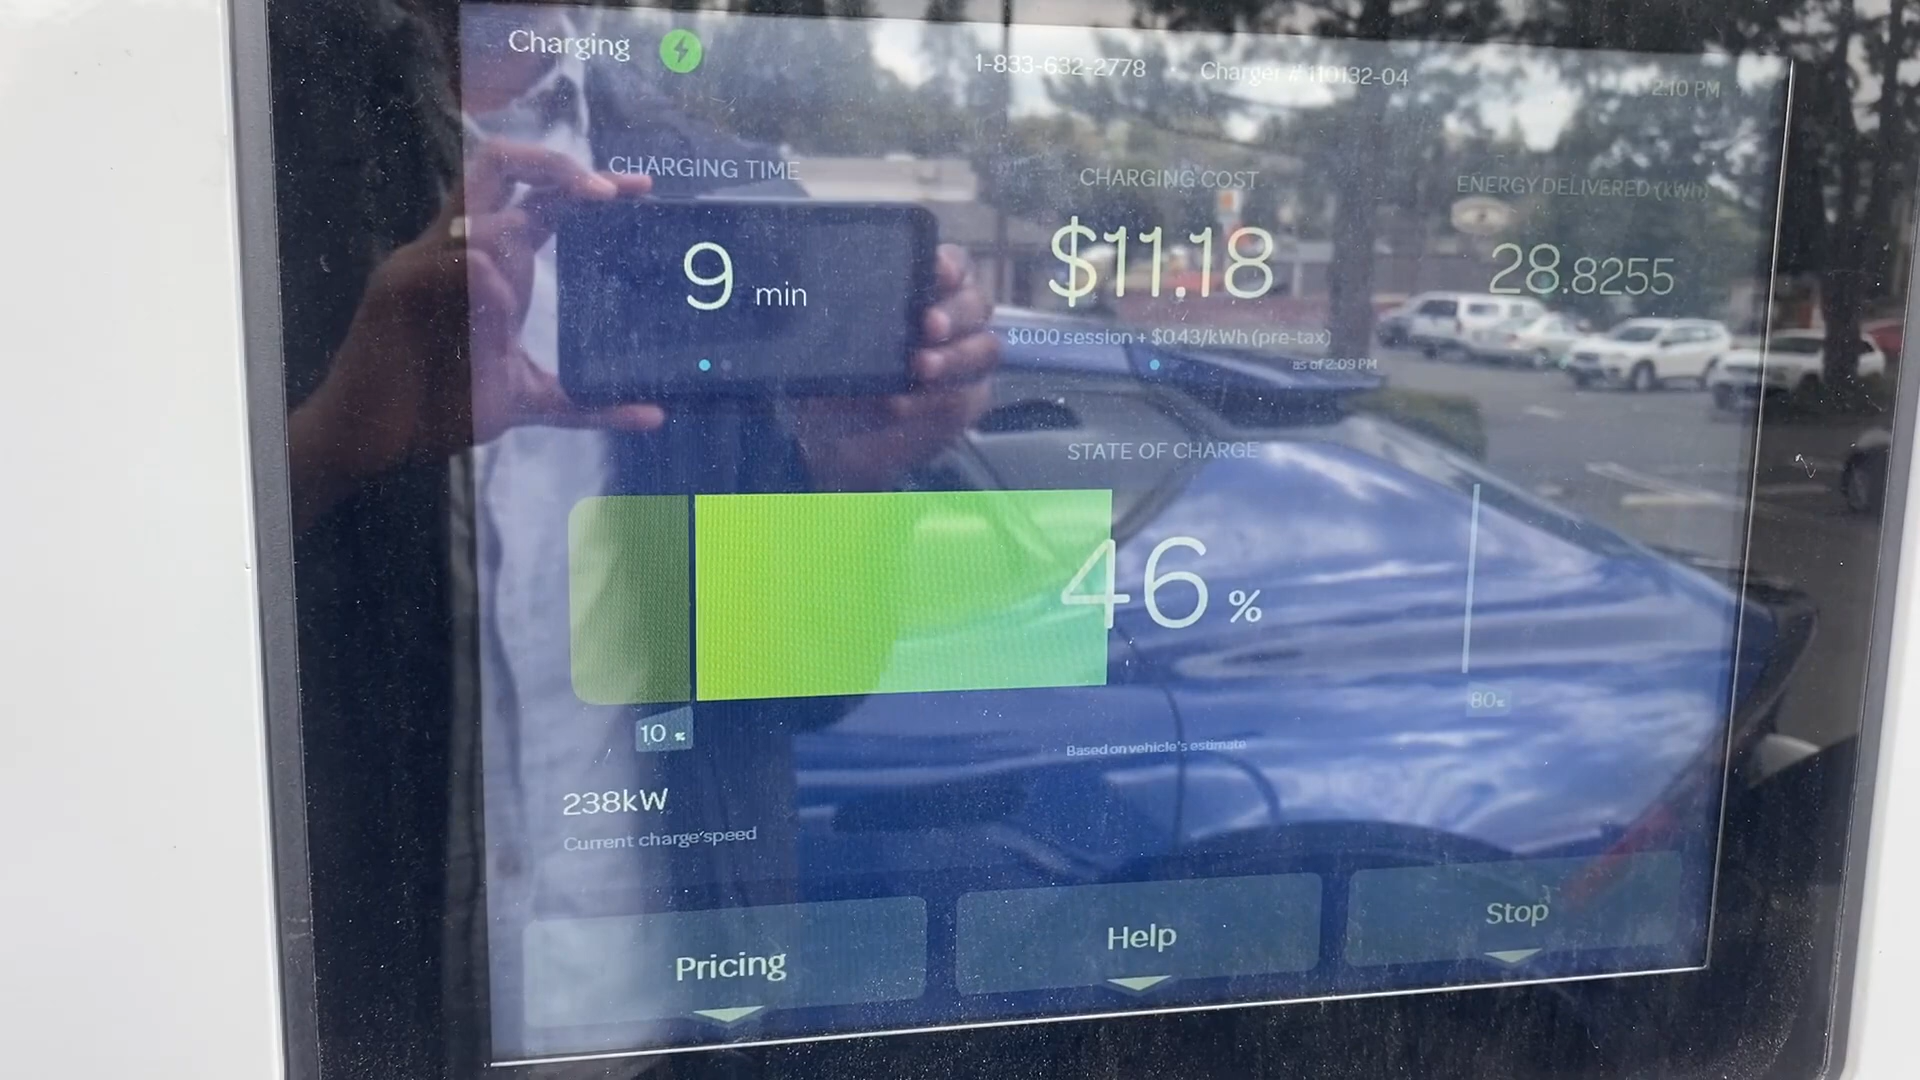 Charging
1-833-632-2778 · Charger # 110132-04
2:10 PM
CHARGING TIME
9 min
CHARGING COST
$11.18
$0.00 session + $0.43/kWh (pre-tax)
as of 2:09 PM
ENERGY DELIVERED (kWh)
28.8255
STATE OF CHARGE
46 %
10 %
80%
Based on vehicle's estimate
238kW
Current charge speed
Pricing
Help
Stop